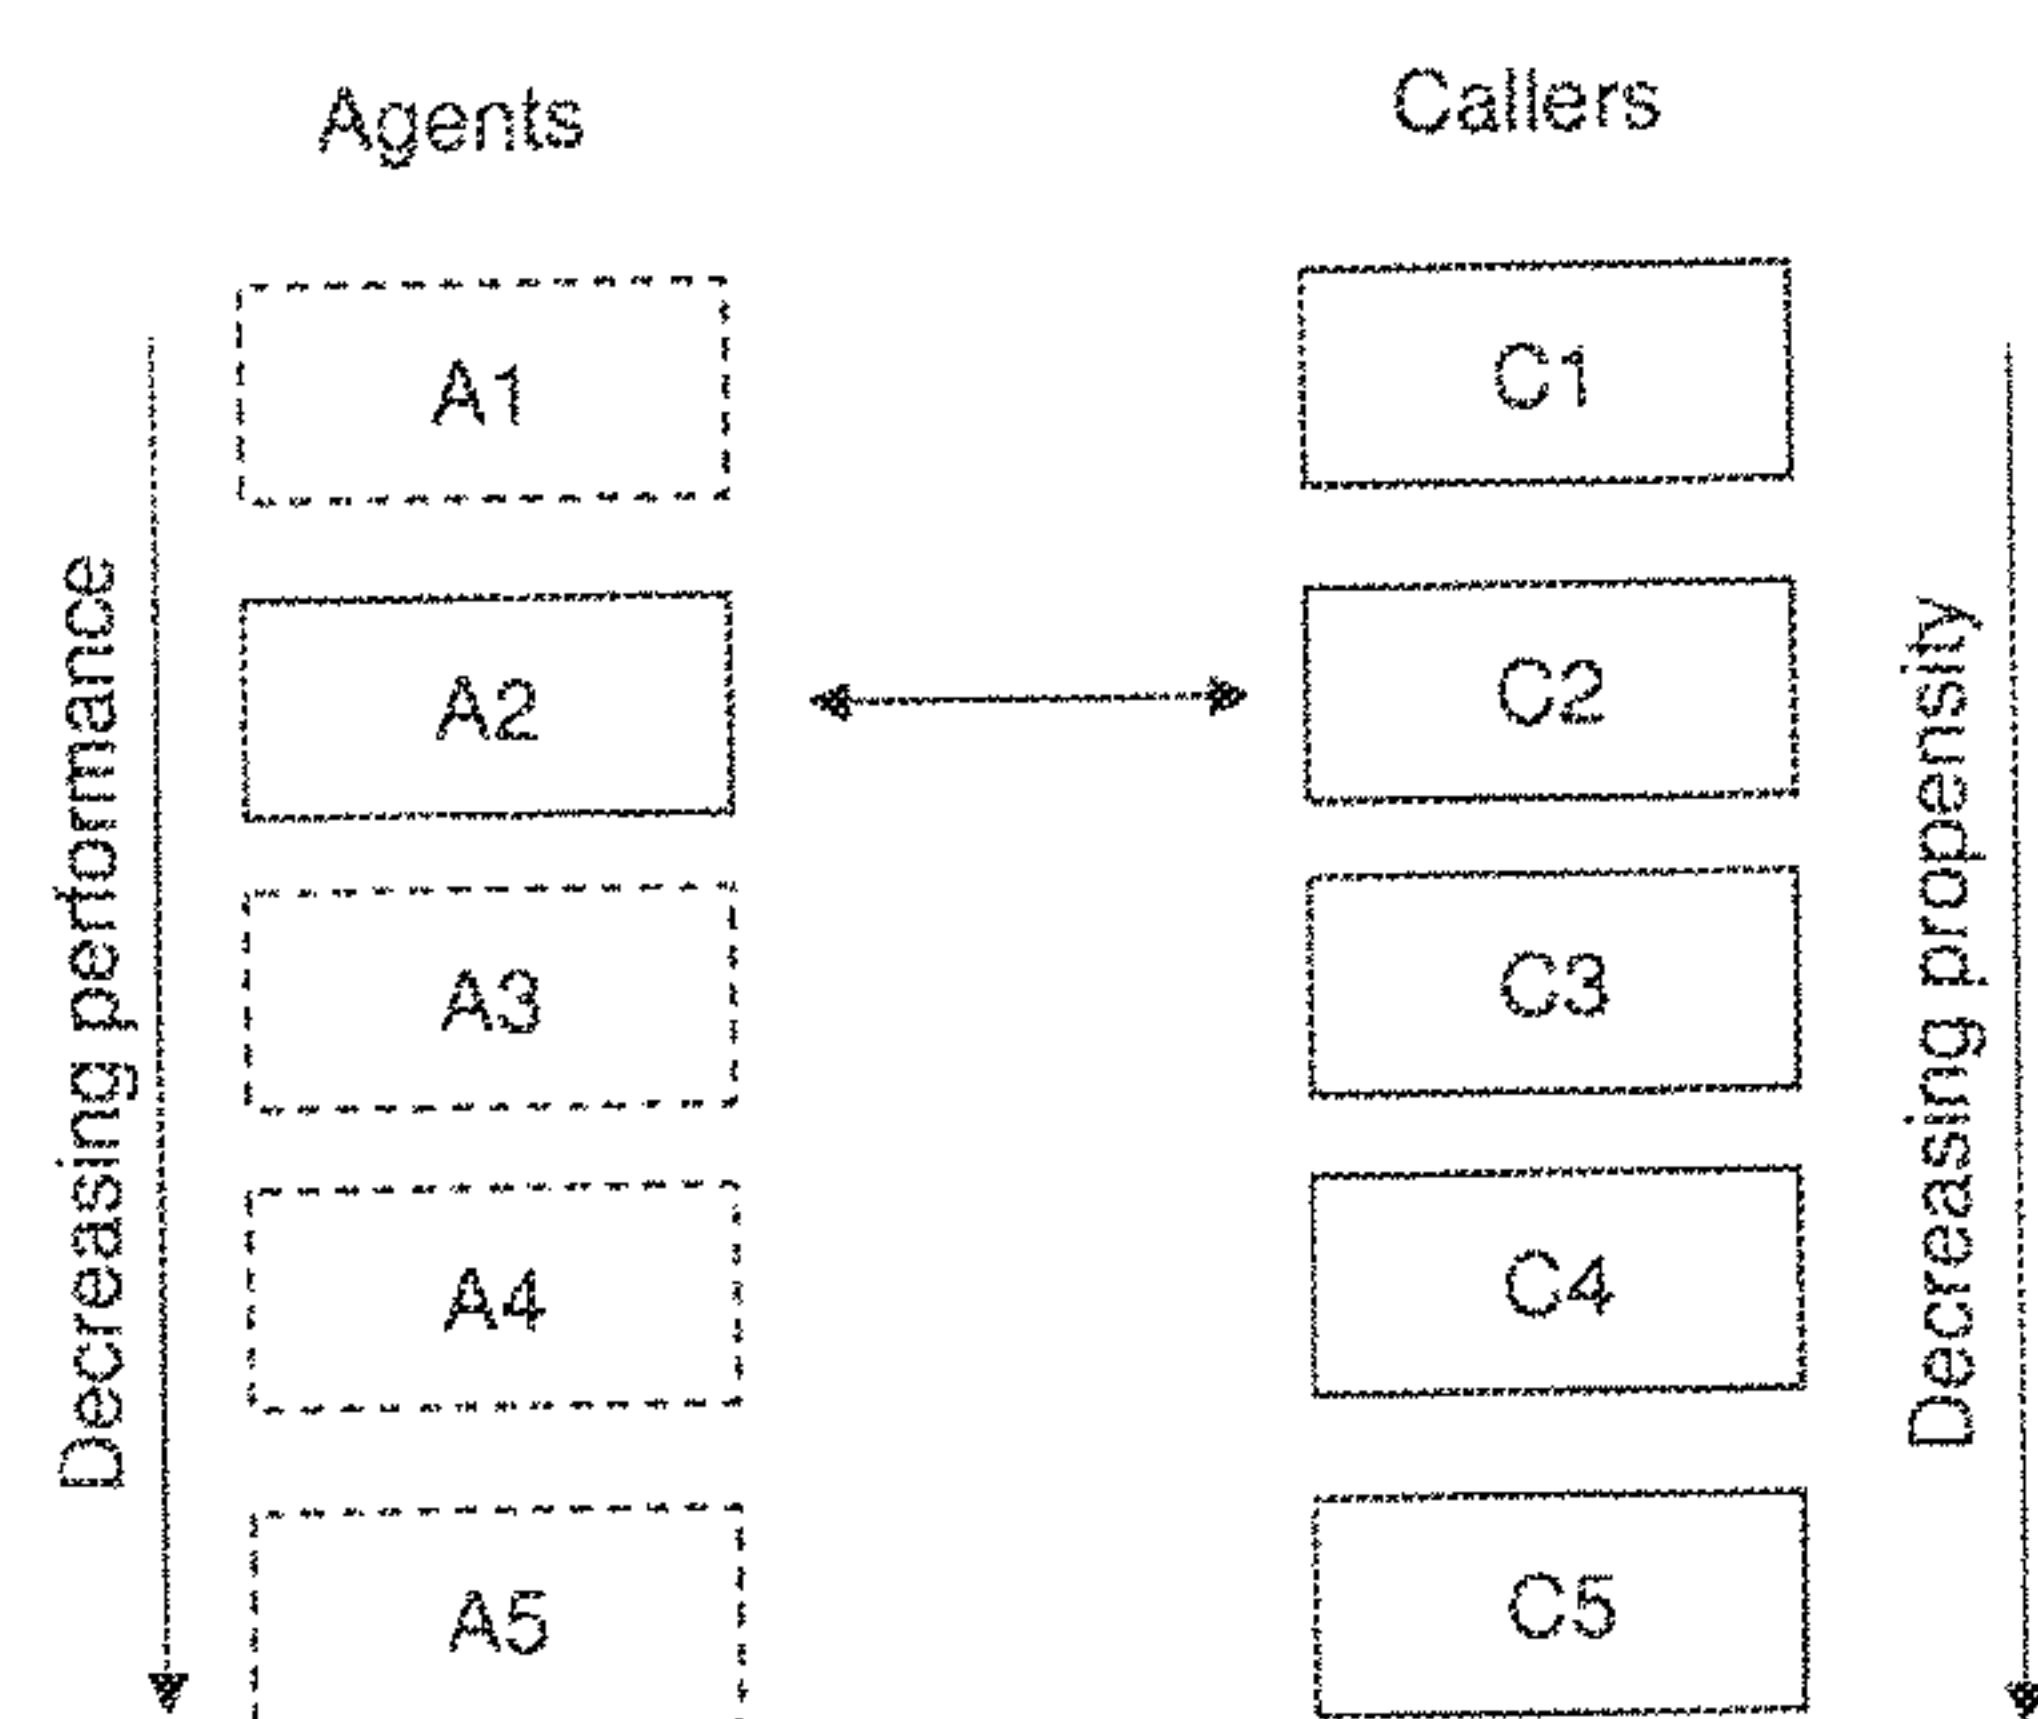 Agents
Callers
A1
C1
A2
C2
A3
C3
A4
C4
A5
C5
Decreasing performance
Decreasing propensity